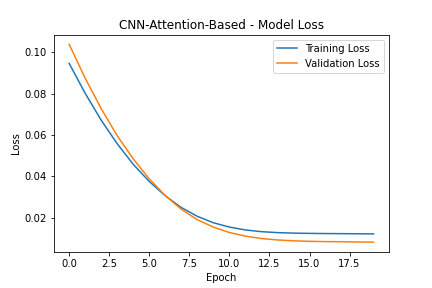 CNN-Attention-Based - Model Loss
Training Loss
Validation Loss
Loss
0.10
0.08
0.06
0.04
0.02
0.0 2.5 5.0 7.5 10.0 12.5 15.0 17.5
Epoch